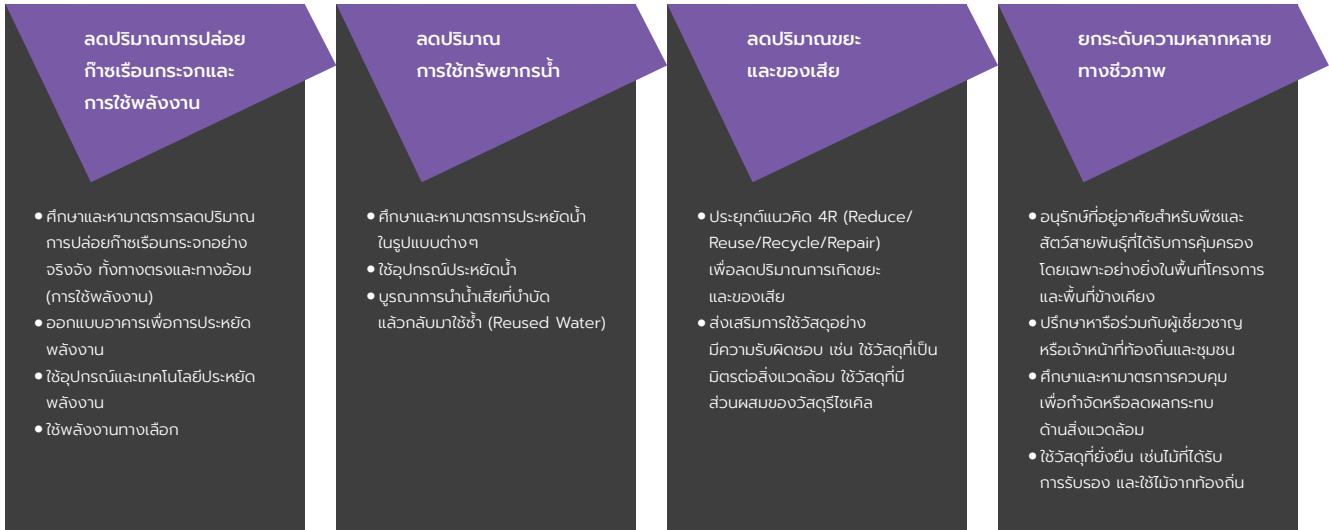 ลดปริมาณการปล่อย
ก๊าซเรือนกระจกและ
การใช้พลังงาน
● ศึกษาและหามาตรการลดปริมาณ
การปล่อยก๊าซเรือนกระจกอย่าง
จริงจัง ทั้งทางตรงและทางอ้อม
(การใช้พลังงาน)
● ออกแบบอาคารเพื่อการประหยัด
พลังงาน
● ใช้อุปกรณ์และเทคโนโลยีประหยัด
พลังงาน
● ใช้พลังงานทางเลือก
ลดปริมาณ
การใช้ทรัพยากรน้ำ
● ศึกษาและหามาตรการประหยัดน้ำ
ในรูปแบบต่างๆ
● ใช้อุปกรณ์ประหยัดน้ำ
● บูรณาการนำน้ำเสียที่บำบัด
แล้วกลับมาใช้ซ้ำ (Reused Water)
ลดปริมาณขยะ
และของเสีย
● ประยุกต์แนวคิด 4R (Reduce/
Reuse/Recycle/Repair)
เพื่อลดปริมาณการเกิดขยะ
และของเสีย
● ส่งเสริมการใช้วัสดุอย่าง
มีความรับผิดชอบ เช่น ใช้วัสดุที่เป็น
มิตรต่อสิ่งแวดล้อม ใช้วัสดุที่มี
ส่วนผสมของวัสดุรีไซเคิล
ยกระดับความหลากหลาย
ทางชีวภาพ
● อนุรักษ์ที่อยู่อาศัยสำหรับพืชและ
สัตว์สายพันธุ์ที่ได้รับการคุ้มครอง
โดยเฉพาะอย่างยิ่งในพื้นที่โครงการ
และพื้นที่ข้างเคียง
● ปรึกษาหารือร่วมกับผู้เชี่ยวชาญ
หรือเจ้าหน้าที่ท้องถิ่นและชุมชน
● ศึกษาและหามาตรการควบคุม
เพื่อกำจัดหรือลดผลกระทบ
ด้านสิ่งแวดล้อม
● ใช้วัสดุที่ยั่งยืน เช่นไม้ที่ได้รับ
การรับรอง และใช้ไม้จากท้องถิ่น